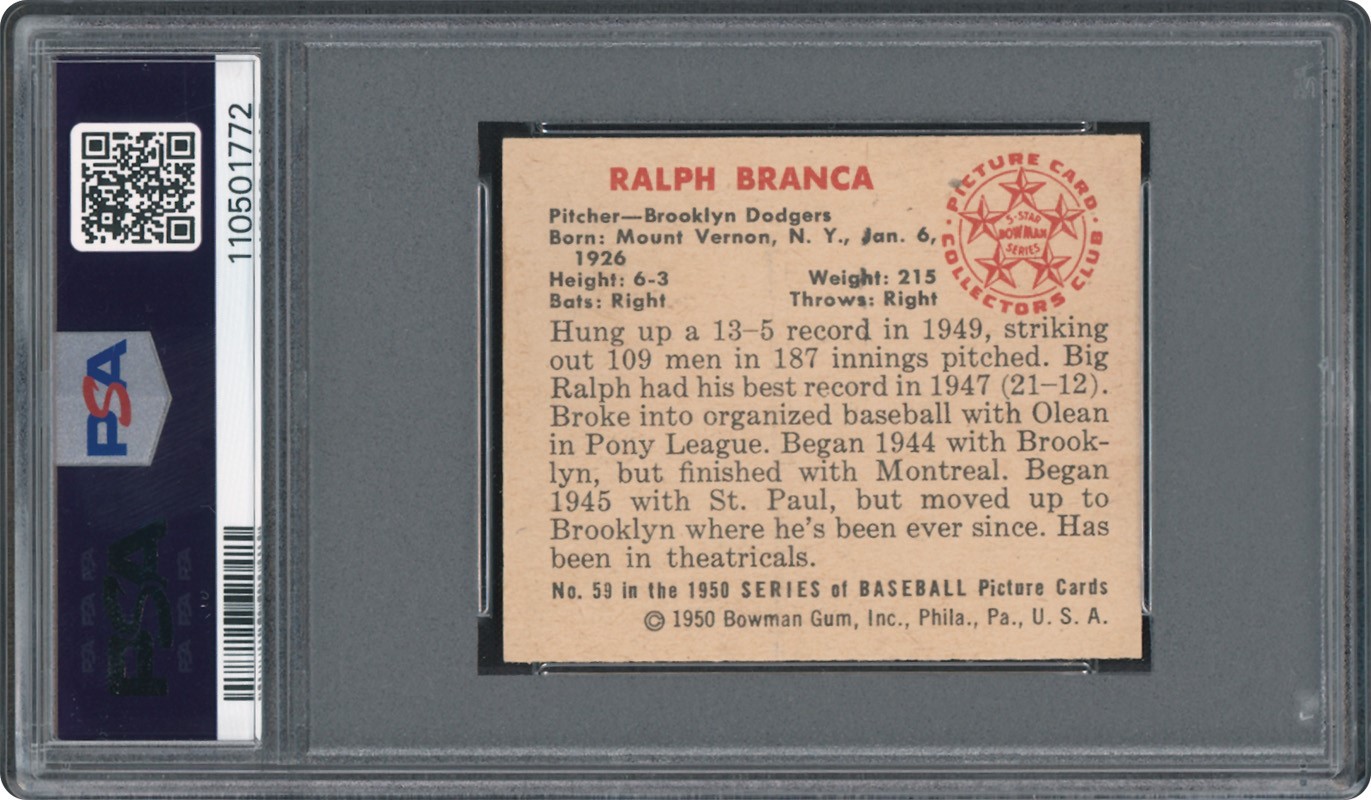 110501772
PSA
PSA
RALPH BRANCA
Pitcher—Brooklyn Dodgers
Born: Mount Vernon, N. Y., Jan. 6,
1926
Height: 6-3 Weight: 215
Bats: Right Throws: Right
PICTURE CARD
COLLECTORS CLUB
5-STAR
BOWMAN
SERIES
Hung up a 13–5 record in 1949, striking
out 109 men in 187 innings pitched. Big
Ralph had his best record in 1947 (21–12).
Broke into organized baseball with Olean
in Pony League. Began 1944 with Brook-
lyn, but finished with Montreal. Began
1945 with St. Paul, but moved up to
Brooklyn where he's been ever since. Has
been in theatricals.
No. 59 in the 1950 SERIES of BASEBALL Picture Cards
© 1950 Bowman Gum, Inc., Phila., Pa., U. S. A.